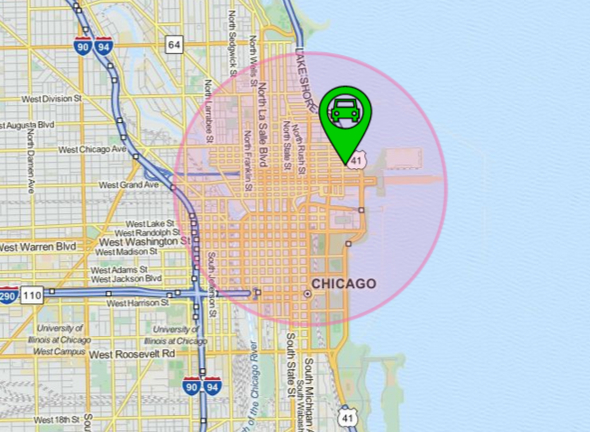 64
90
94
North Sedgwick St
North Wells St
LAKE SHORE
West Division St
North Larrabee St
North La Salle Blvd
st Augusta Blvd
North Damen Ave
North Rush St
North State St
West Chicago Ave
North Franklin St
41
West Grand Ave
West Lake St
West Randolph St
West Warren Blvd
West Washington St
West Madison St
South Jefferson St
West Adams St
West Jackson Blvd
CHICAGO
290
110
West Harrison St
University of
Illinois at Chicago
West Campus
University of
Illinois at Chicago
West Roosevelt Rd
South State St
South Michigan A
South Wabash
h of the Chicago River
90
94
41
West 18th St
Sou